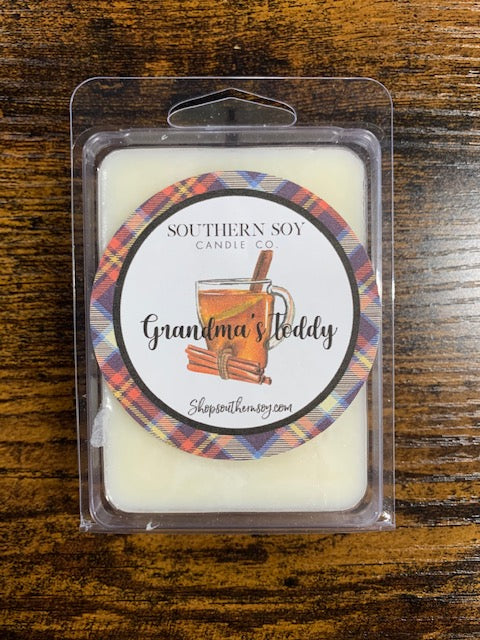 SOUTHERN SOY
CANDLE CO.
Grandma's Toddy
Shopsouthernsoy.com